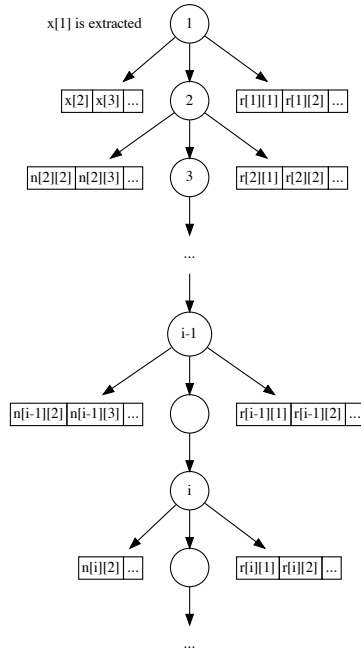 x[1] is extracted 1
x[2] x[3] ... 2 r[1][1] r[1][2] ...
n[2][2] n[2][3] ... 3 r[2][1] r[2][2] ...
...
i-1
n[i-1][2] n[i-1][3] ... r[i-1][1] r[i-1][2] ...
i
n[i][2] ... r[i][1] r[i][2] ...
...